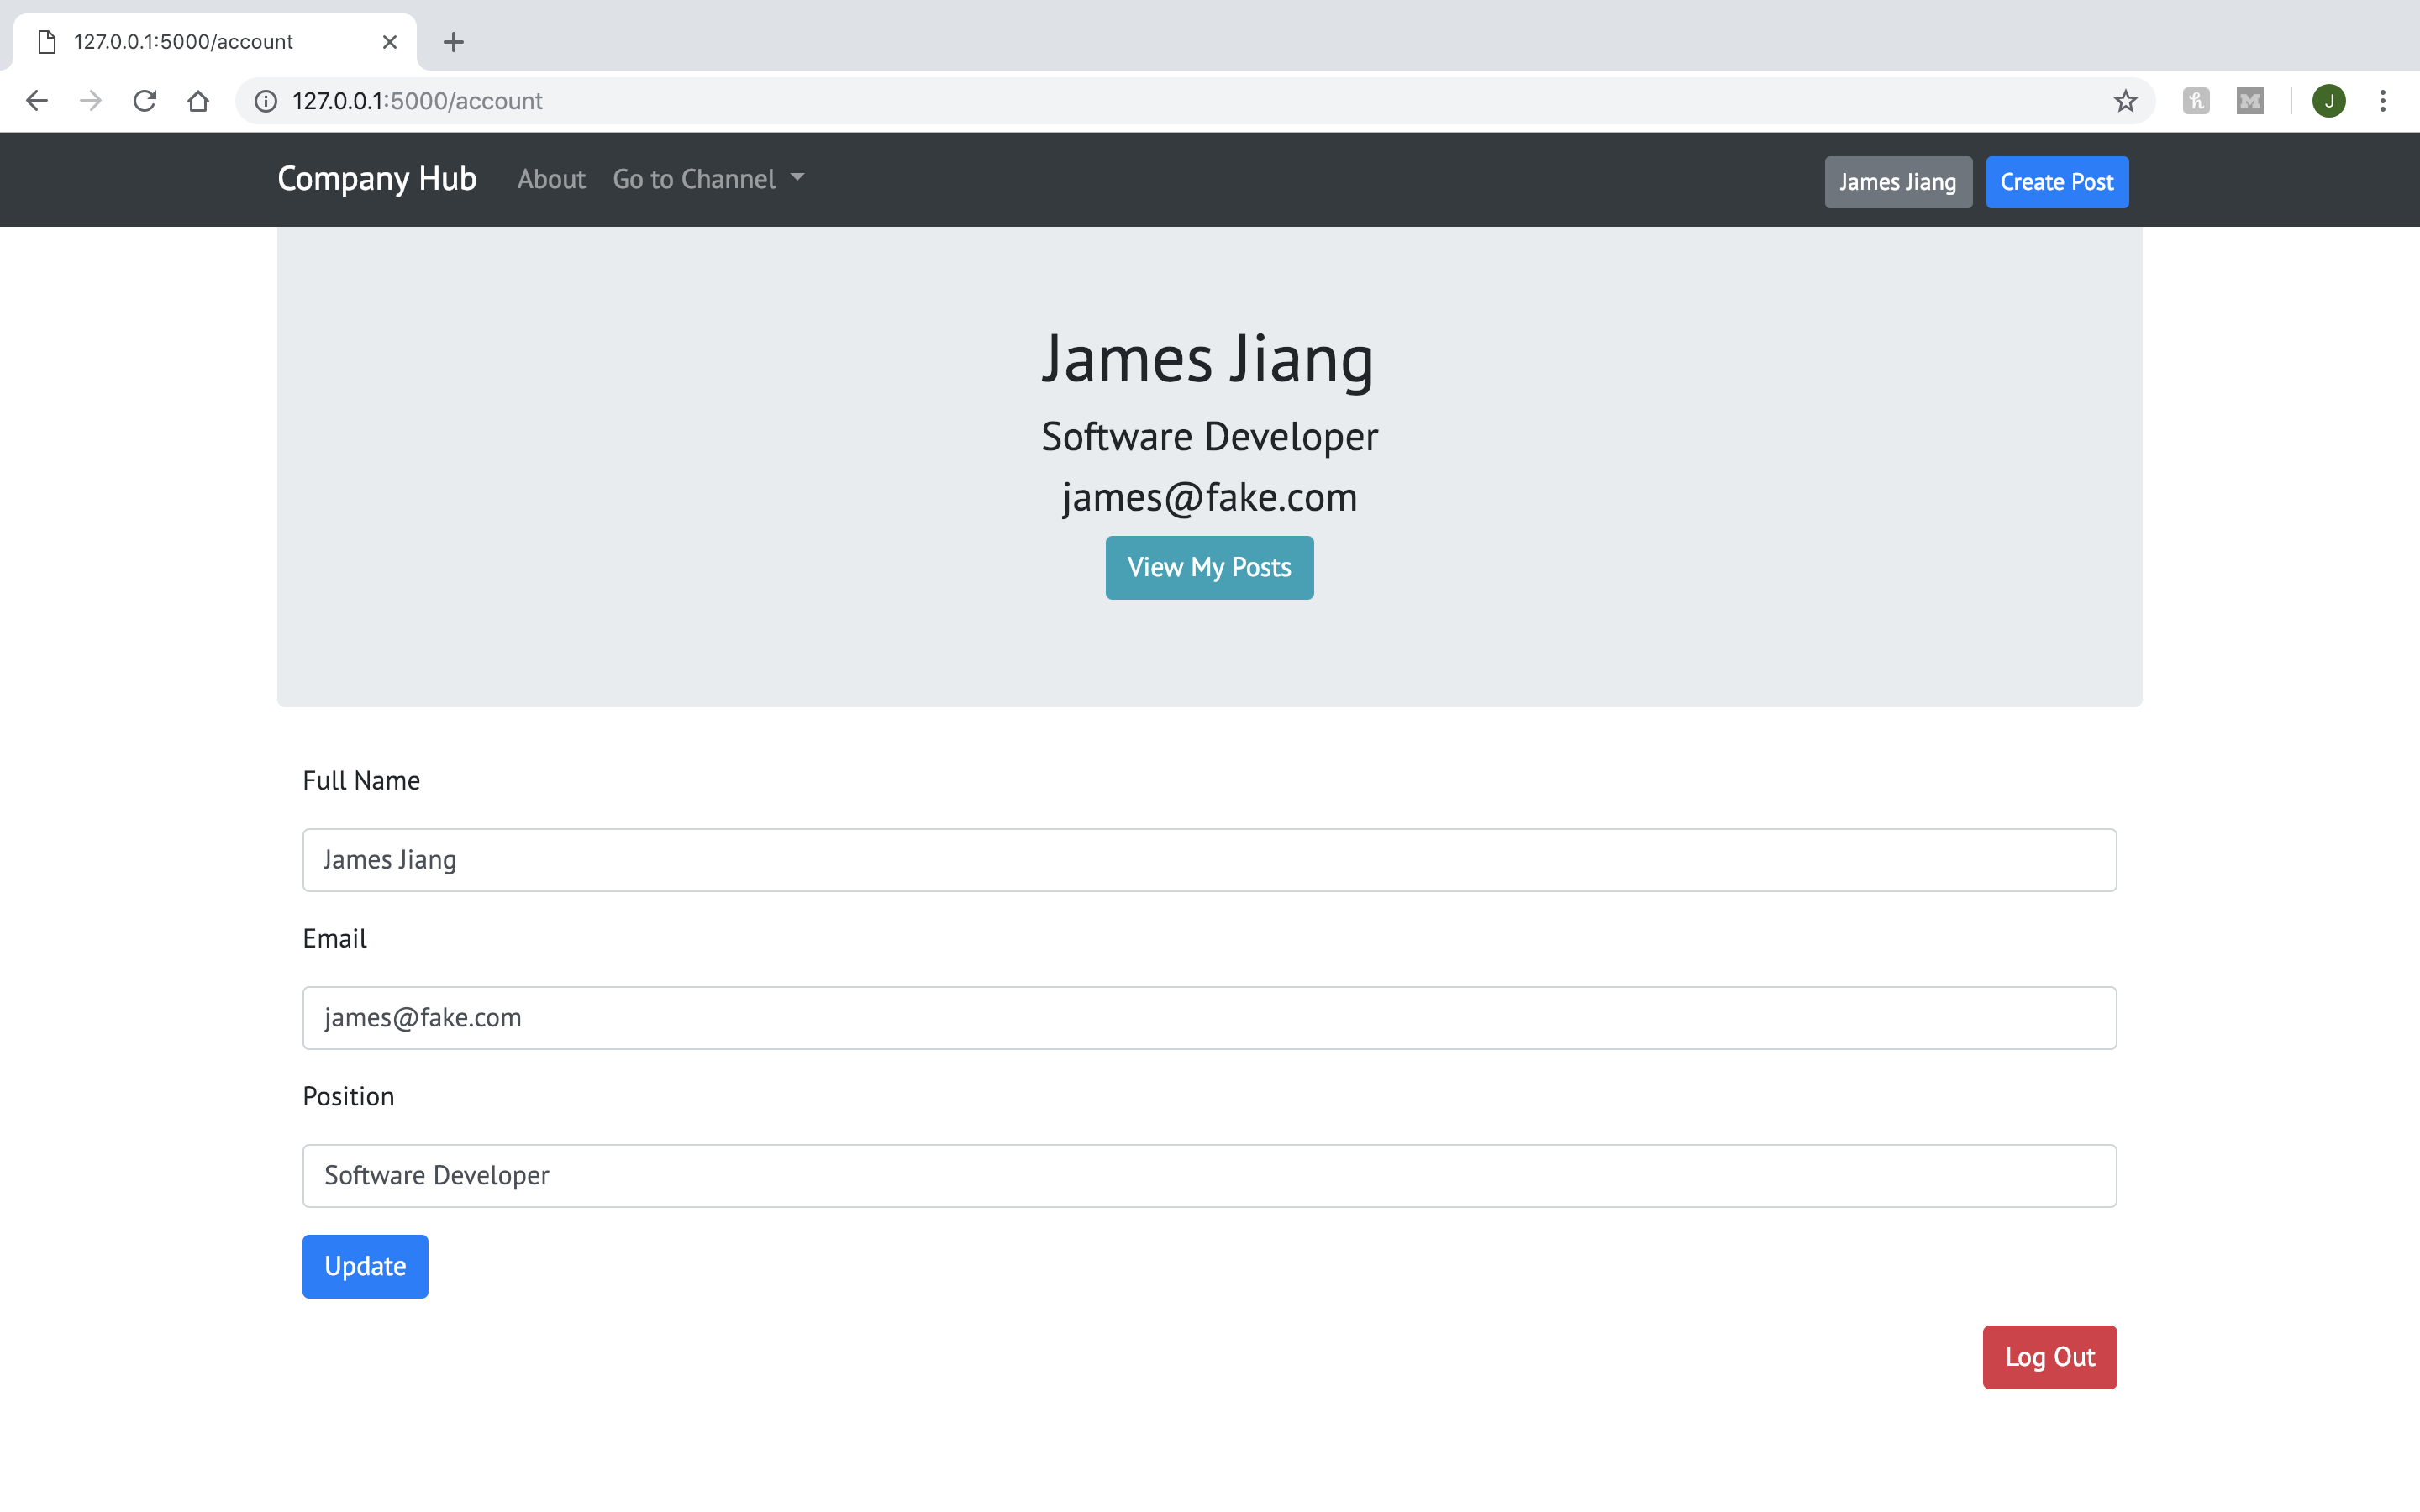 127.0.0.1:5000/account
127.0.0.1:5000/account
J
Company Hub About Go to Channel James Jiang Create Post
James Jiang
Software Developer
james@fake.com
View My Posts
Full Name
James Jiang
Email
james@fake.com
Position
Software Developer
Update
Log Out